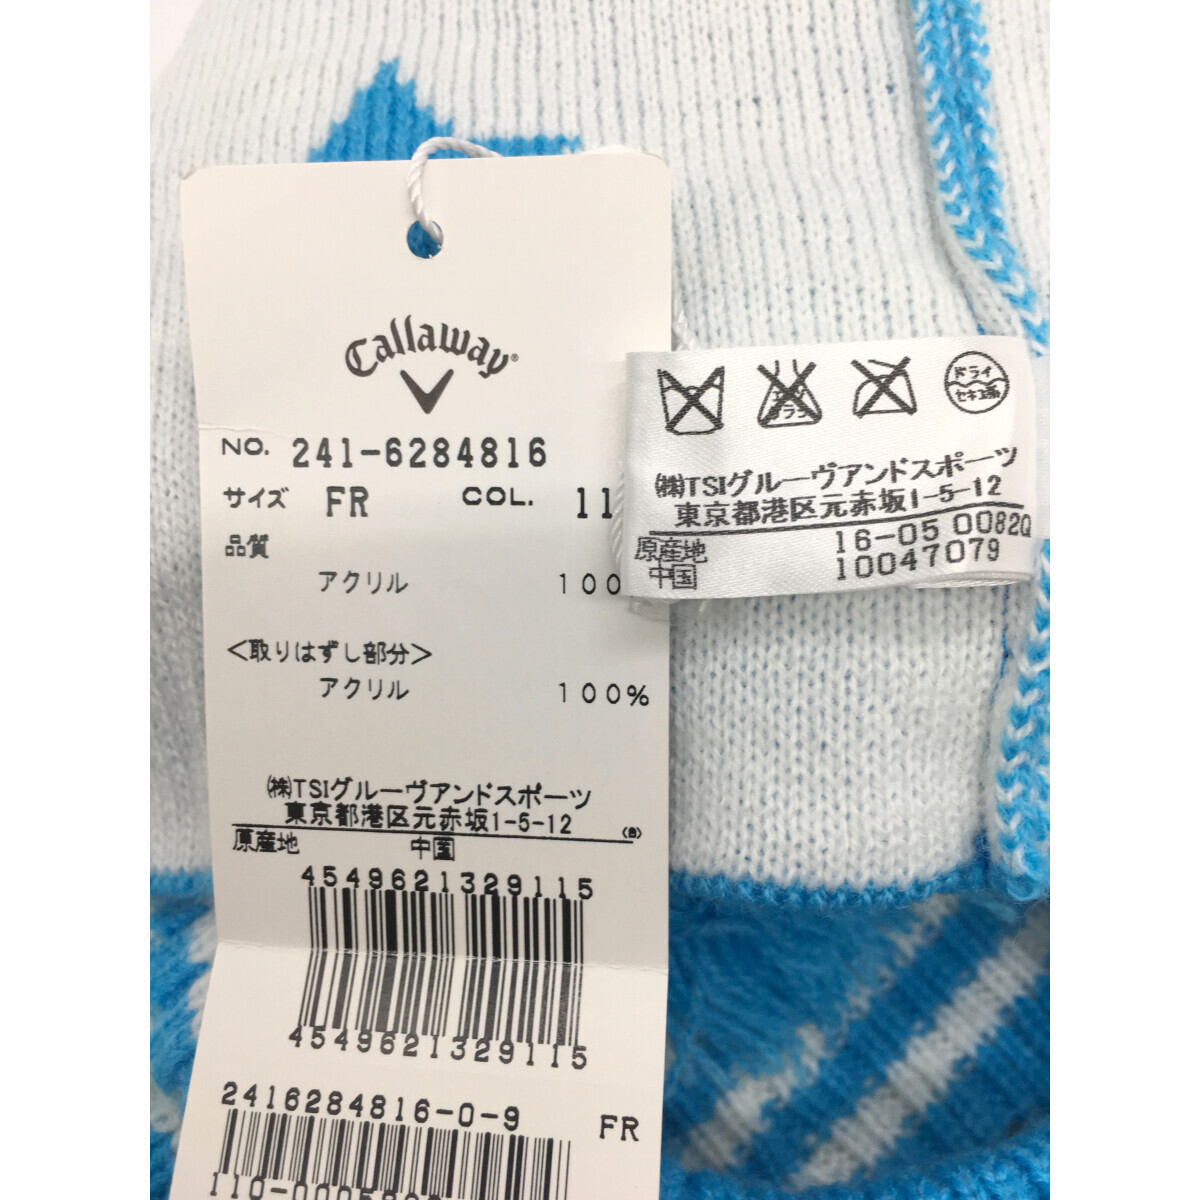 Callaway
NO. 241-6284816
サイズ FR COL. 11
品質
アクリル 100
<取りはずし部分>
アクリル 100%
㈱TSIグルーヴアンドスポーツ
東京都港区元赤坂1-5-12
原産地 中国
4549621329115
4549621329115
2416284816-0-9 FR
ドライ
セキユ系
㈱TSIグルーヴアンドスポーツ
東京都港区元赤坂1-5-12
原産地 16-05 0082Q
中国 10047079